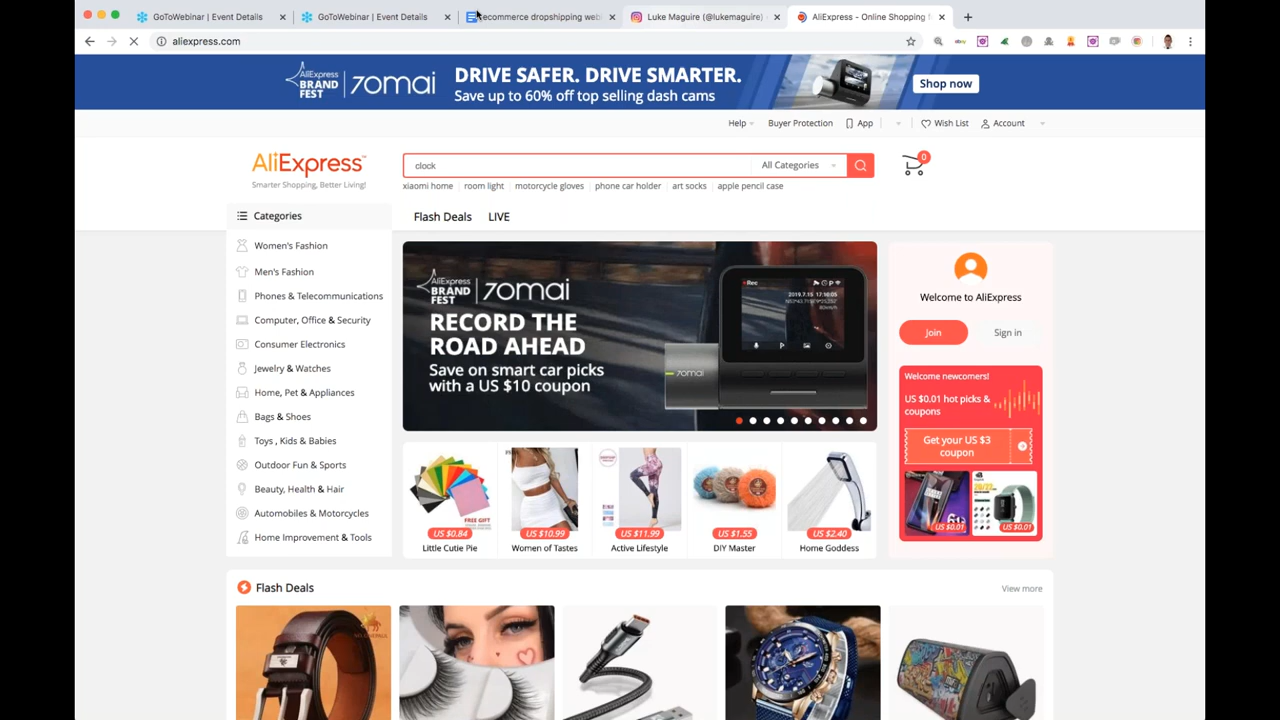 GoToWebinar | Event Details
GoToWebinar | Event Details
ecommerce dropshipping web
Luke Maguire (@lukemaguire)
AliExpress - Online Shopping
aliexpress.com
AliExpress BRAND FEST 70mai
DRIVE SAFER. DRIVE SMARTER.
Save up to 60% off top selling dash cams
Shop now
Help
Buyer Protection
App
Wish List
Account
AliExpress
Smarter Shopping, Better Living!
clock
All Categories
0
xiaomi home room light motorcycle gloves phone car holder art socks apple pencil case
Categories
Flash Deals LIVE
Women's Fashion
Men's Fashion
Phones & Telecommunications
Computer, Office & Security
Consumer Electronics
Jewelry & Watches
Home, Pet & Appliances
Bags & Shoes
Toys , Kids & Babies
Outdoor Fun & Sports
Beauty, Health & Hair
Automobiles & Motorcycles
Home Improvement & Tools
AliExpress BRAND FEST 70mai
RECORD THE
ROAD AHEAD
Save on smart car picks
with a US $10 coupon
Rec
70mai
Welcome to AliExpress
Join
Sign in
Welcome newcomers!
US $0.01 hot picks &
coupons
Get your US $3
coupon
US $0.01
US $0.01
FREE GIFT
US $0.84
US $10.99
US $11.99
US $1.55
US $2.40
Little Cutie Pie
Women of Tastes
Active Lifestyle
DIY Master
Home Goddess
Flash Deals
View more